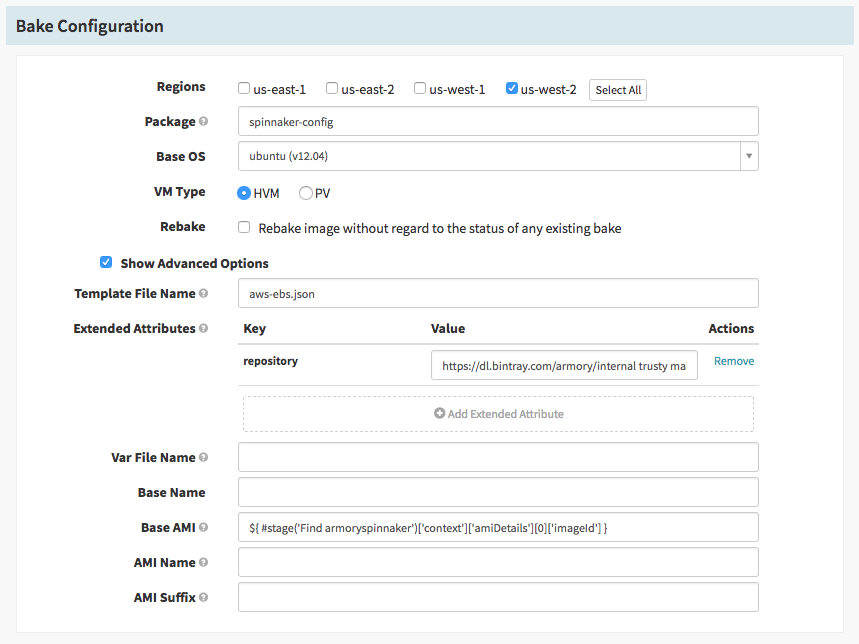 Bake Configuration
Regions us-east-1 us-east-2 us-west-1 us-west-2 Select All
Package spinnaker-config
Base OS ubuntu (v12.04)
VM Type HVM PV
Rebake Rebake image without regard to the status of any existing bake
Show Advanced Options
Template File Name aws-ebs.json
Extended Attributes Key Value Actions
repository https://dl.bintray.com/armory/internal trusty ma Remove
Add Extended Attribute
Var File Name
Base Name
Base AMI ${ #stage('Find armoryspinnaker')['context']['amiDetails'][0]['imageId'] }
AMI Name
AMI Suffix